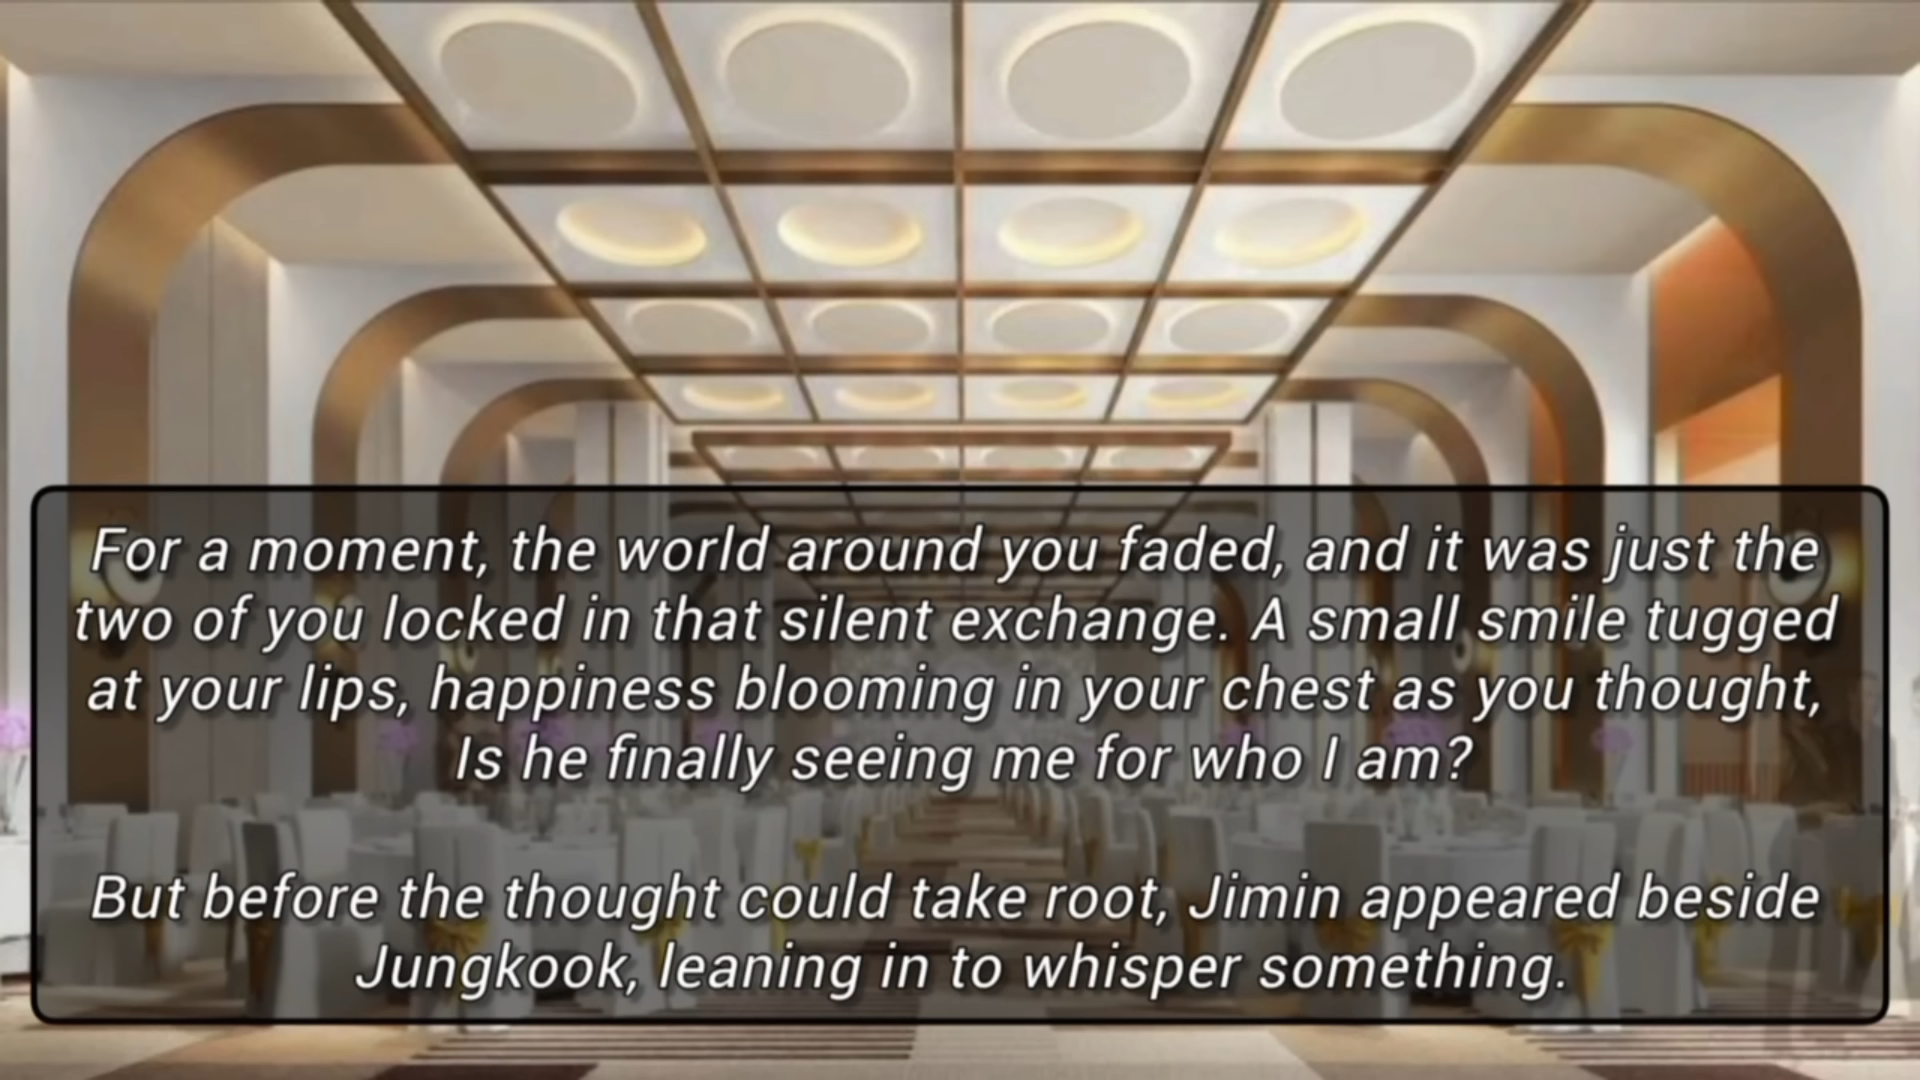 For a moment, the world around you faded, and it was just the
two of you locked in that silent exchange. A small smile tugged
at your lips, happiness blooming in your chest as you thought,
Is he finally seeing me for who I am?
But before the thought could take root, Jimin appeared beside
Jungkook, leaning in to whisper something.